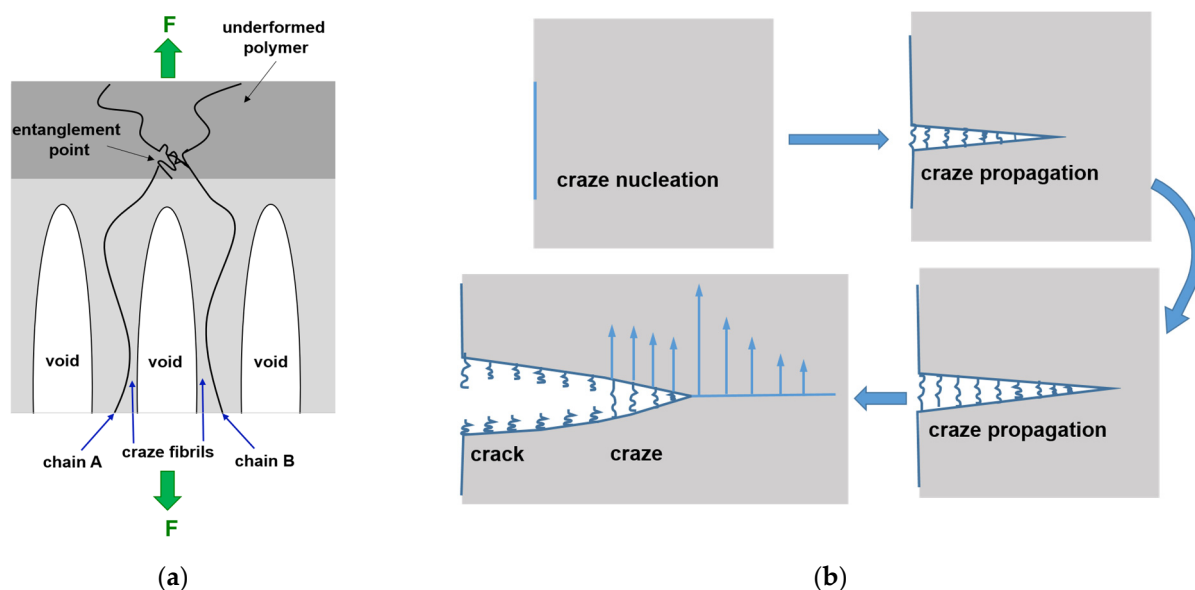 F
underformed
polymer
entanglement
point
void
void
void
chain A
craze fibrils
chain B
F
(a)
craze nucleation
craze propagation
craze propagation
crack
craze
(b)